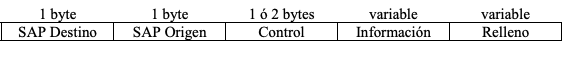 1 byte 1 byte 1 ó 2 bytes variable variable
SAP Destino SAP Origen Control Información Relleno